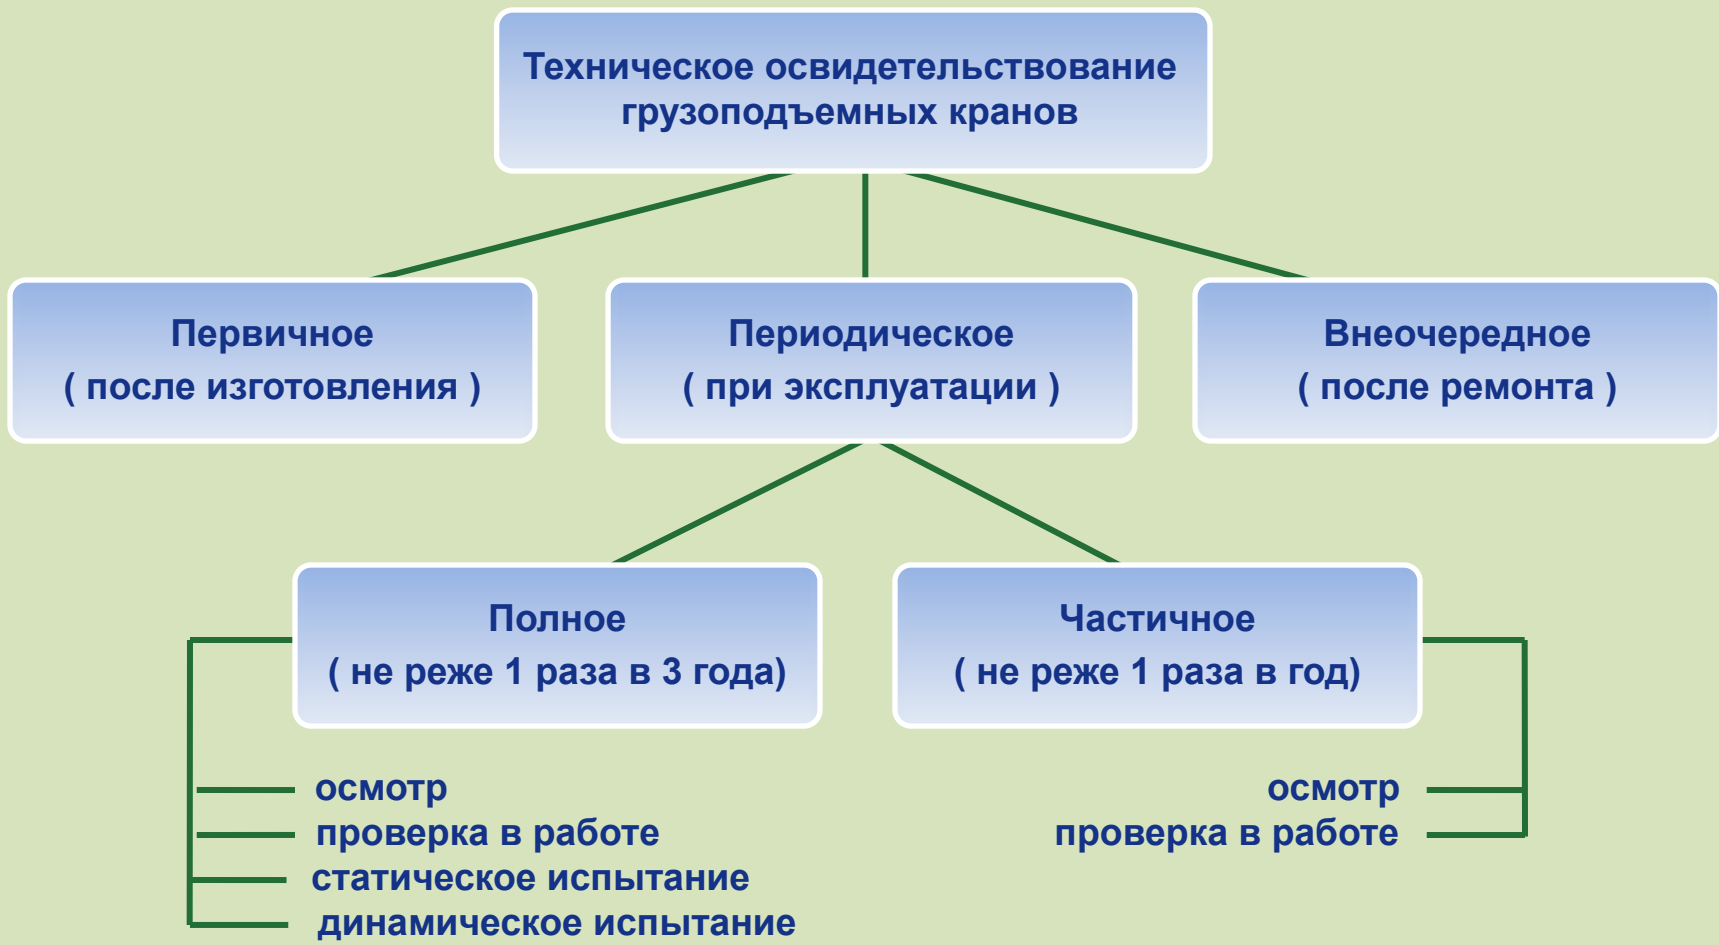 Техническое освидетельствование
грузоподъемных кранов
Первичное
( после изготовления )
Периодическое
( при эксплуатации )
Внеочередное
( после ремонта )
Полное
( не реже 1 раза в 3 года)
Частичное
( не реже 1 раза в год)
осмотр
проверка в работе
статическое испытание
динамическое испытание
осмотр
проверка в работе